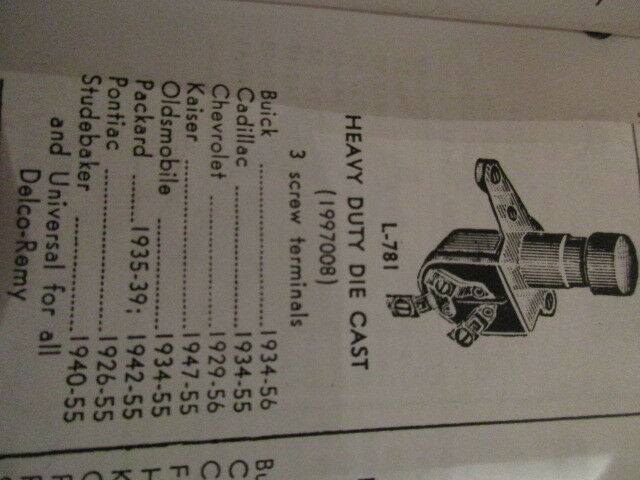 L-781
HEAVY DUTY DIE CAST
(1997008)
3 screw terminals
Buick ................1934-56
Cadillac ................1934-55
Chevrolet ................1929-56
Kaiser ................1947-55
Oldsmobile ................1934-55
Packard ........1935-39; 1942-55
Pontiac ................1926-55
Studebaker ................1940-55
and Universal for all
Delco-Remy
Bu